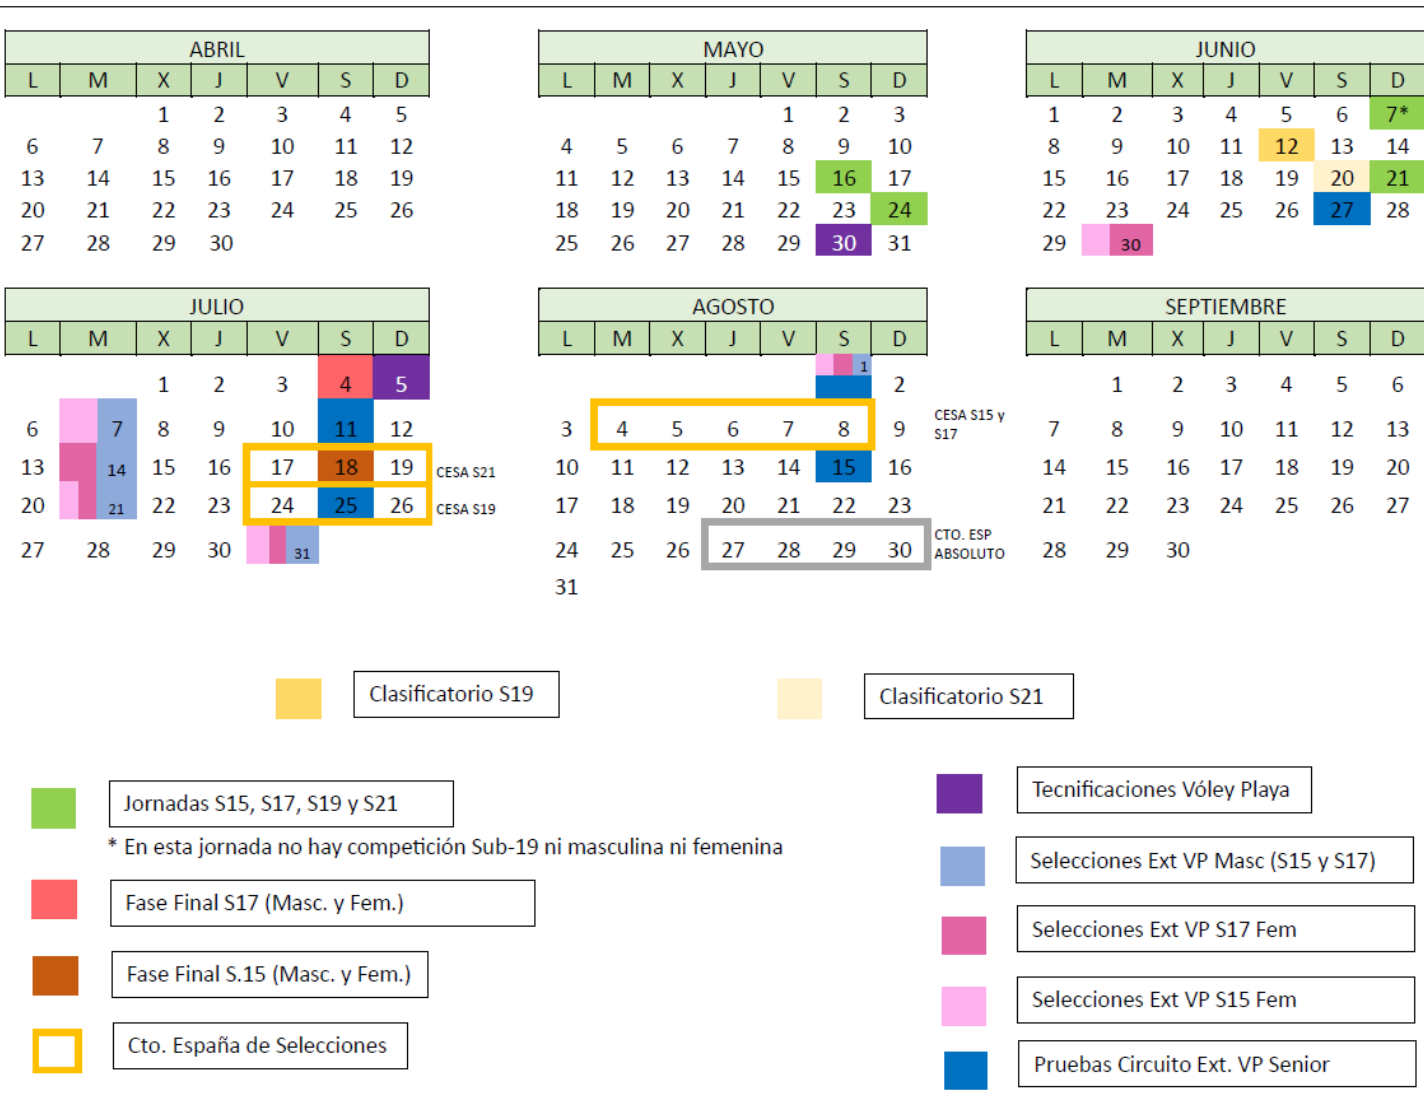 ABRIL
L M X J V S D
1 2 3 4 5
6 7 8 9 10 11 12
13 14 15 16 17 18 19
20 21 22 23 24 25 26
27 28 29 30
MAYO
L M X J V S D
1 2 3
4 5 6 7 8 9 10
11 12 13 14 15 16 17
18 19 20 21 22 23 24
25 26 27 28 29 30 31
JUNIO
L M X J V S D
1 2 3 4 5 6 7*
8 9 10 11 12 13 14
15 16 17 18 19 20 21
22 23 24 25 26 27 28
29 30
JULIO
L M X J V S D
1 2 3 4 5
6 7 8 9 10 11 12
13 14 15 16 17 18 19 CESA S21
20 21 22 23 24 25 26 CESA S19
27 28 29 30 31
AGOSTO
L M X J V S D
1 2
3 4 5 6 7 8 9 CESA S15 y
S17
10 11 12 13 14 15 16
17 18 19 20 21 22 23
24 25 26 27 28 29 30 CTO. ESP
ABSOLUTO
31
SEPTIEMBRE
L M X J V S D
1 2 3 4 5 6
7 8 9 10 11 12 13
14 15 16 17 18 19 20
21 22 23 24 25 26 27
28 29 30
Clasificatorio S19
Clasificatorio S21
Jornadas S15, S17, S19 y S21
* En esta jornada no hay competición Sub-19 ni masculina ni femenina
Fase Final S17 (Masc. y Fem.)
Fase Final S.15 (Masc. y Fem.)
Cto. España de Selecciones
Tecnificaciones Vóley Playa
Selecciones Ext VP Masc (S15 y S17)
Selecciones Ext VP S17 Fem
Selecciones Ext VP S15 Fem
Pruebas Circuito Ext. VP Senior